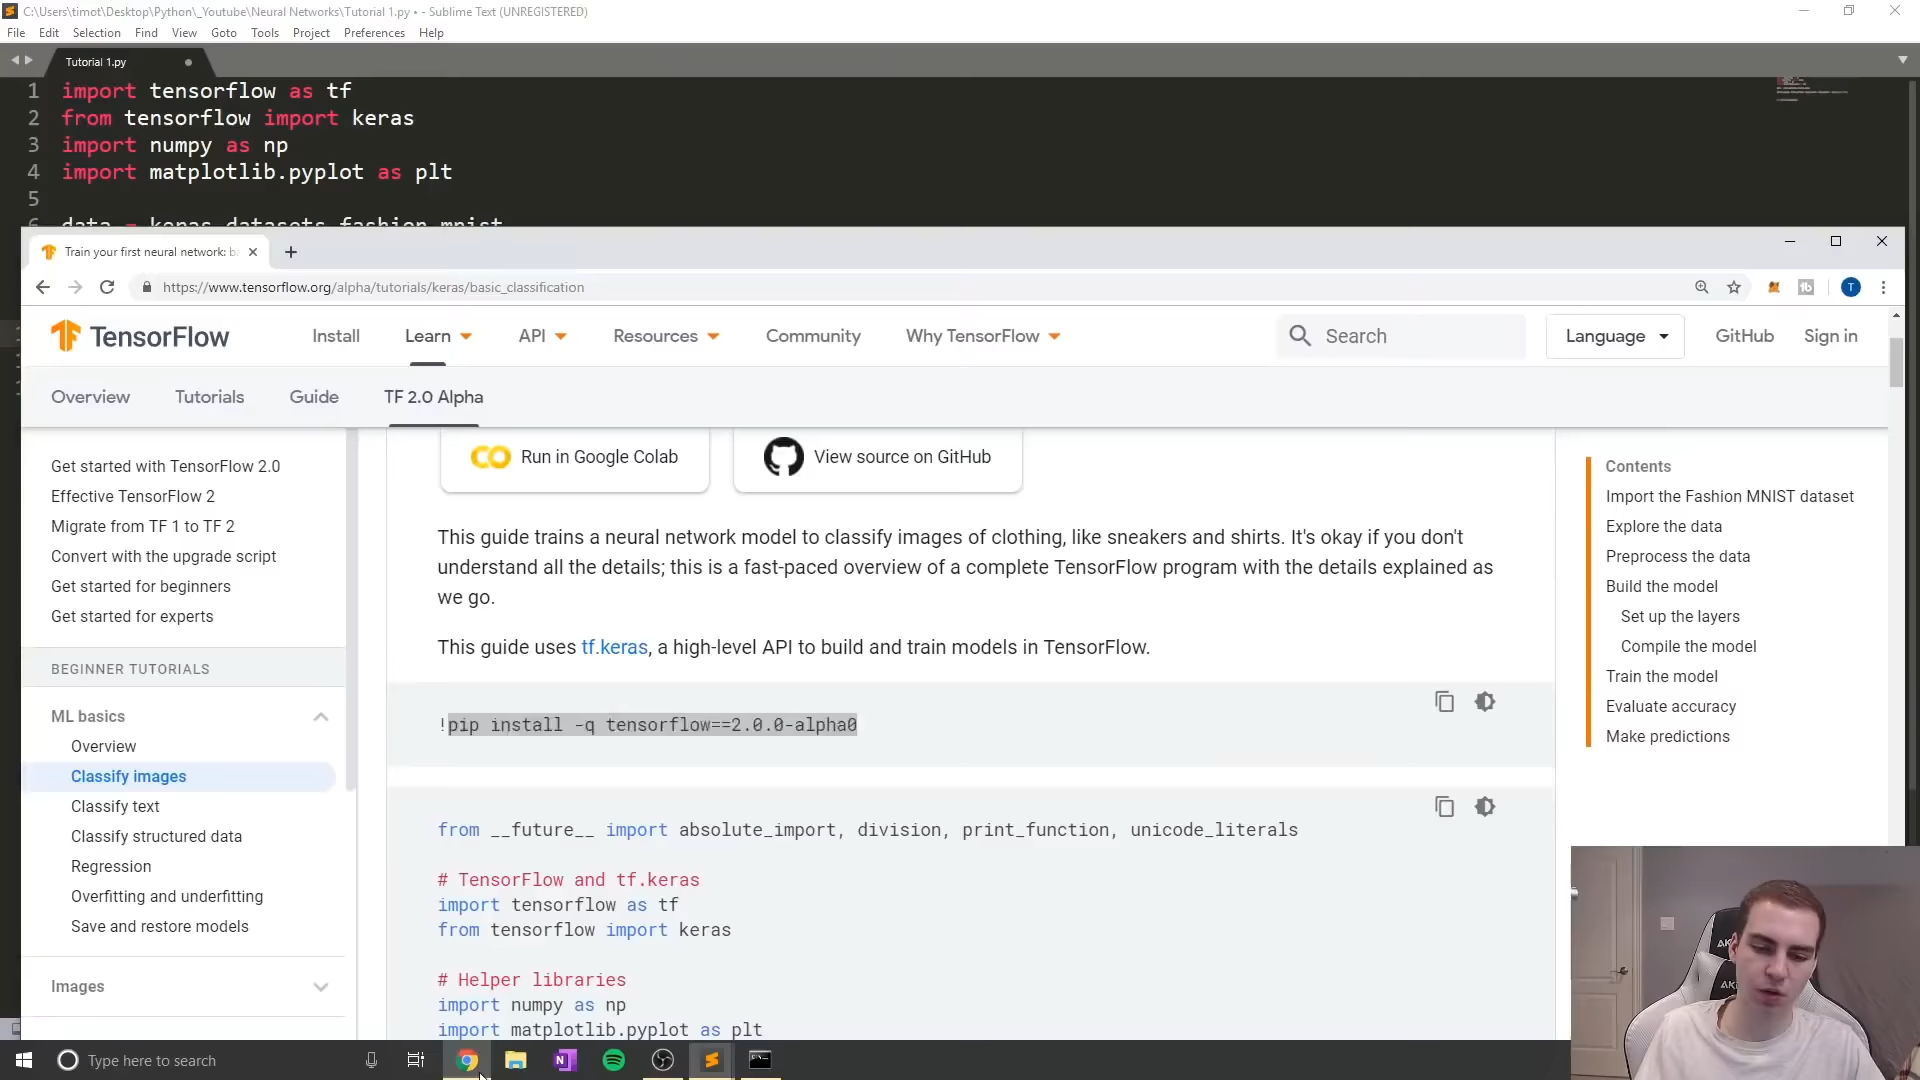 C:\Users\timot\Desktop\Python\_Youtube\Neural Networks\Tutorial 1.py • - Sublime Text (UNREGISTERED)
File Edit Selection Find View Goto Tools Project Preferences Help
Tutorial 1.py
1 import tensorflow as tf
2 from tensorflow import keras
3 import numpy as np
4 import matplotlib.pyplot as plt
5
6 data = keras.datasets.fashion_mnist
Train your first neural network: ba
https://www.tensorflow.org/alpha/tutorials/keras/basic_classification
T
TensorFlow Install Learn API Resources Community Why TensorFlow Search Language GitHub Sign in
Overview Tutorials Guide TF 2.0 Alpha
Get started with TensorFlow 2.0
Effective TensorFlow 2
Migrate from TF 1 to TF 2
Convert with the upgrade script
Get started for beginners
Get started for experts
BEGINNER TUTORIALS
ML basics
Overview
Classify images
Classify text
Classify structured data
Regression
Overfitting and underfitting
Save and restore models
Images
Run in Google Colab View source on GitHub
This guide trains a neural network model to classify images of clothing, like sneakers and shirts. It's okay if you don't
understand all the details; this is a fast-paced overview of a complete TensorFlow program with the details explained as
we go.
This guide uses tf.keras, a high-level API to build and train models in TensorFlow.
!pip install -q tensorflow==2.0.0-alpha0
from __future__ import absolute_import, division, print_function, unicode_literals
# TensorFlow and tf.keras
import tensorflow as tf
from tensorflow import keras
# Helper libraries
import numpy as np
import matplotlib.pyplot as plt
Contents
Import the Fashion MNIST dataset
Explore the data
Preprocess the data
Build the model
Set up the layers
Compile the model
Train the model
Evaluate accuracy
Make predictions
Type here to search